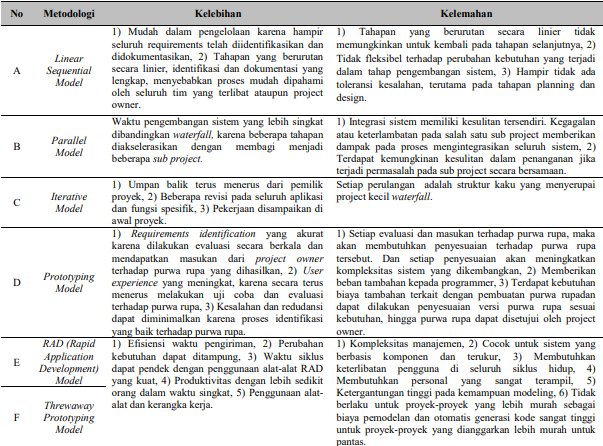 No Metodologi Kelebihan Kelemahan
A
Linear
Sequential
Model
1) Mudah dalam pengelolaan karena hampir
seluruh requirements telah diidentifikasikan dan
didokumentasikan, 2) Tahapan yang berurutan
secara linier, identifikasi dan dokumentasi yang
lengkap, menyebabkan proses mudah dipahami
oleh seluruh tim yang terlibat ataupun project
owner.
1) Tahapan yang berurutan secara linier tidak
memungkinkan untuk kembali pada tahapan selanjutnya, 2)
Tidak fleksibel terhadap perubahan kebutuhan yang terjadi
dalam tahap pengembangan sistem, 3) Hampir tidak ada
toleransi kesalahan, terutama pada tahapan planning dan
design.
B
Parallel
Model
Waktu pengembangan sistem yang lebih singkat
dibandingkan waterfall, karena beberapa tahapan
diakselerasikan dengan membagi menjadi
beberapa sub project.
1) Integrasi sistem memiliki kesulitan tersendiri. Kegagalan
atau keterlambatan pada salah satu sub project memberikan
dampak pada proses mengintegrasikan seluruh sistem, 2)
Terdapat kemungkinan kesulitan dalam penanganan jika
terjadi permasalah pada sub project secara bersamaan.
C
Iterative
Model
1) Umpan balik terus menerus dari pemilik
proyek, 2) Beberapa revisi pada seluruh aplikasi
dan fungsi spesifik, 3) Pekerjaan disampaikan di
awal proyek.
Setiap perulangan adalah struktur kaku yang menyerupai
project kecil waterfall.
D
Prototyping
Model
1) Requirements identification yang akurat
karena dilakukan evaluasi secara berkala dan
mendapatkan masukan dari project owner
terhadap purwa rupa yang dihasilkan, 2) User
experience yang meningkat, karena secara terus
menerus melakukan uji coba dan evaluasi
terhadap purwa rupa, 3) Kesalahan dan redudansi
dapat diminimalkan karena proses identifikasi
yang baik terhadap purwa rupa.
1) Setiap evaluasi dan masukan terhadap purwa rupa, maka
akan membutuhkan penyesuaian terhadap purwa rupa
tersebut. Dan setiap penyesuaian akan meningkatkan
kompleksitas sistem yang dikembangkan, 2) Memberikan
beban tambahan kepada programmer, 3) Terdapat kebutuhan
biaya tambahan terkait dengan pembuatan purwa rupadan
dapat dilakukan penyesuaian versi purwa rupa sesuai
kebutuhan, hingga purwa rupa dapat disetujui oleh project
owner.
E
RAD (Rapid
Application
Development)
Model
1) Efisiensi waktu pengiriman, 2) Perubahan
kebutuhan dapat ditampung, 3) Waktu siklus
dapat pendek dengan penggunaan alat-alat RAD
yang kuat, 4) Produktivitas dengan lebih sedikit
orang dalam waktu singkat, 5) Penggunaan alat-
alat dan kerangka kerja.
1) Kompleksitas manajemen, 2) Cocok untuk sistem yang
berbasis komponen dan terukur, 3) Membutuhkan
keterlibatan pengguna di seluruh siklus hidup, 4)
Membutuhkan personal yang sangat terampil, 5)
Ketergantungan tinggi pada kemampuan modeling, 6) Tidak
berlaku untuk proyek-proyek yang lebih murah sebagai
biaya pemodelan dan otomatis generasi kode sangat tinggi
untuk proyek-proyek yang dianggarkan lebih murah untuk
pantas.
F
Threwaway
Prototyping
Model